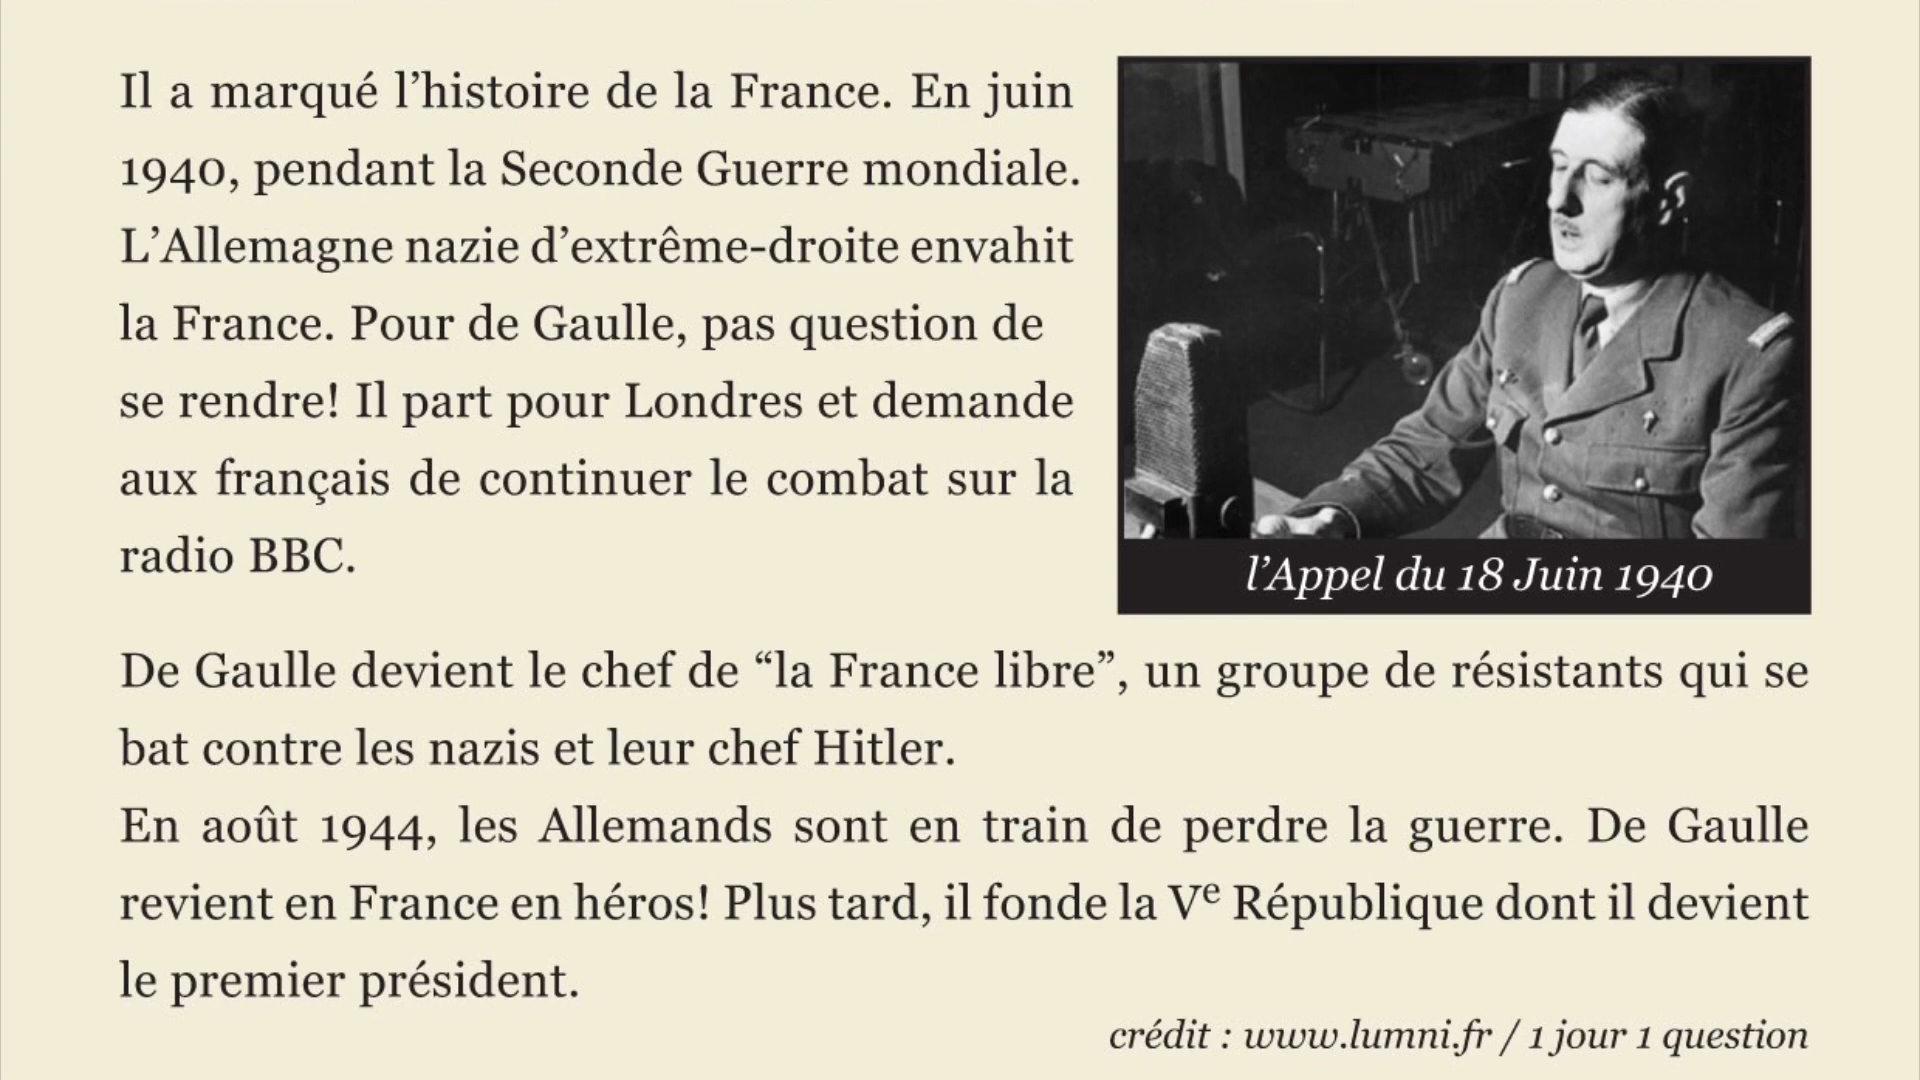 Il a marqué l’histoire de la France. En juin
1940, pendant la Seconde Guerre mondiale.
L’Allemagne nazie d’extrême-droite envahit
la France. Pour de Gaulle, pas question de
se rendre! Il part pour Londres et demande
aux français de continuer le combat sur la
radio BBC.
l’Appel du 18 Juin 1940
De Gaulle devient le chef de “la France libre”, un groupe de résistants qui se
bat contre les nazis et leur chef Hitler.
En août 1944, les Allemands sont en train de perdre la guerre. De Gaulle
revient en France en héros! Plus tard, il fonde la Vᵉ République dont il devient
le premier président.
crédit : www.lumni.fr / 1 jour 1 question